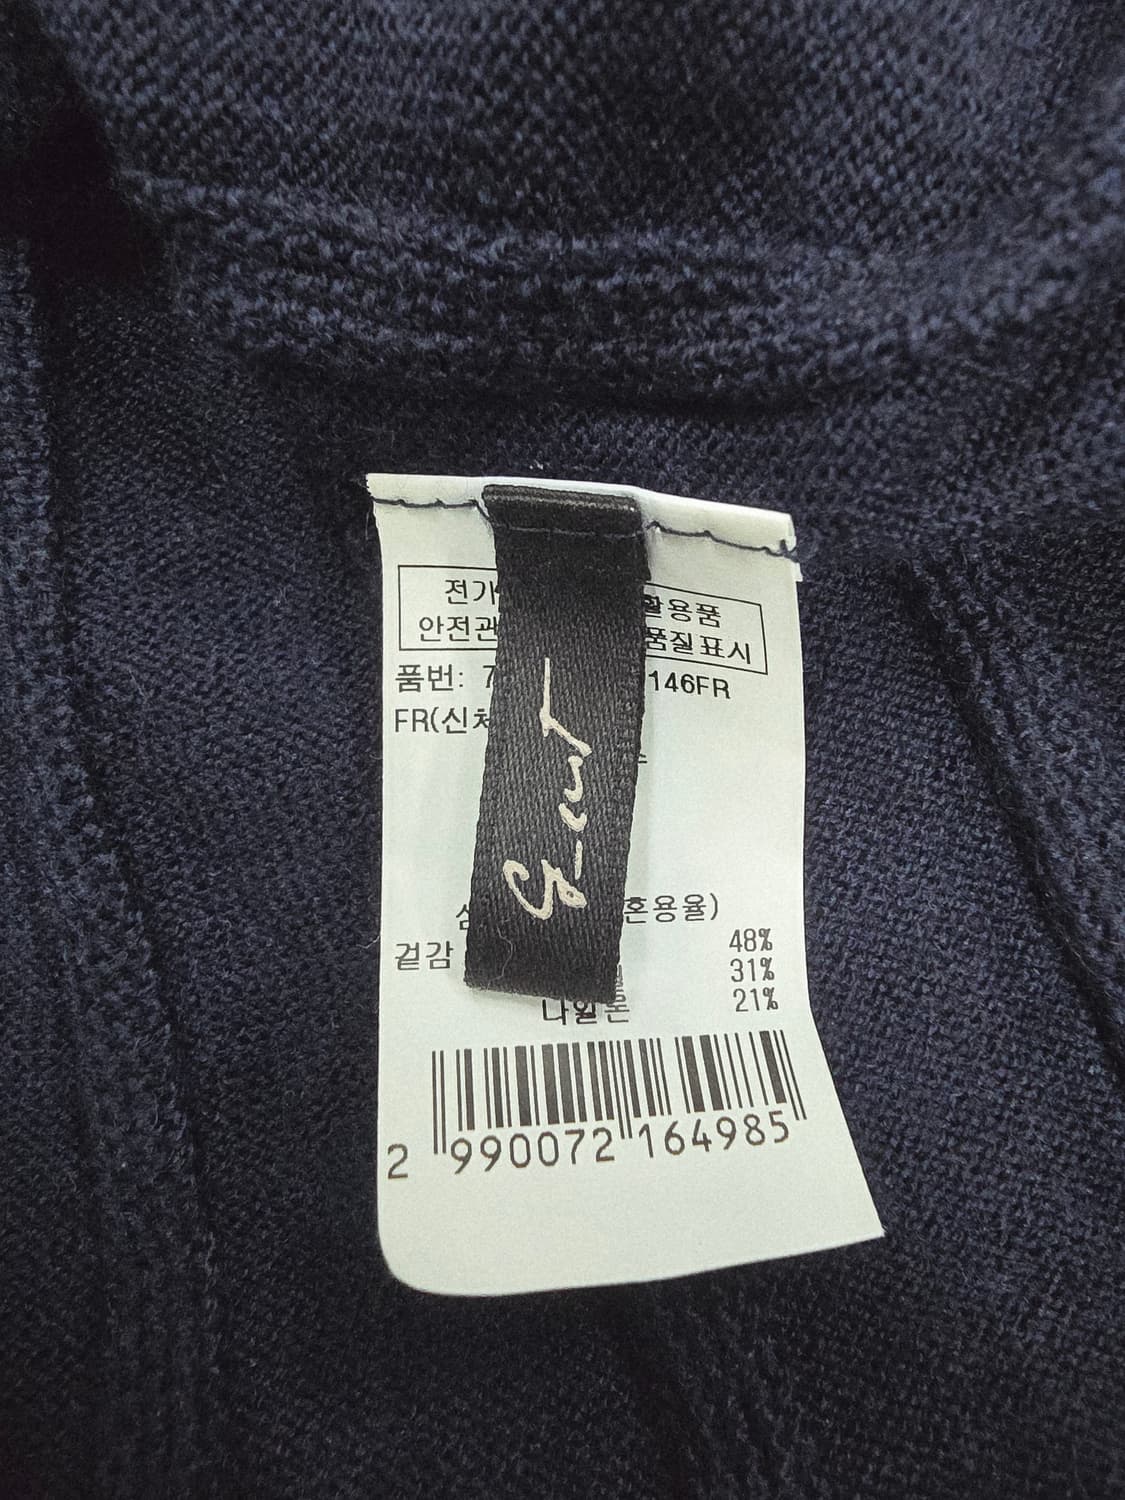 전기 활용품
안전관 품질표시
품번: 7 146FR
FR(신체
g_cut
혼용율)
겉감 48%
31%
나일론 21%
2 990072 164985